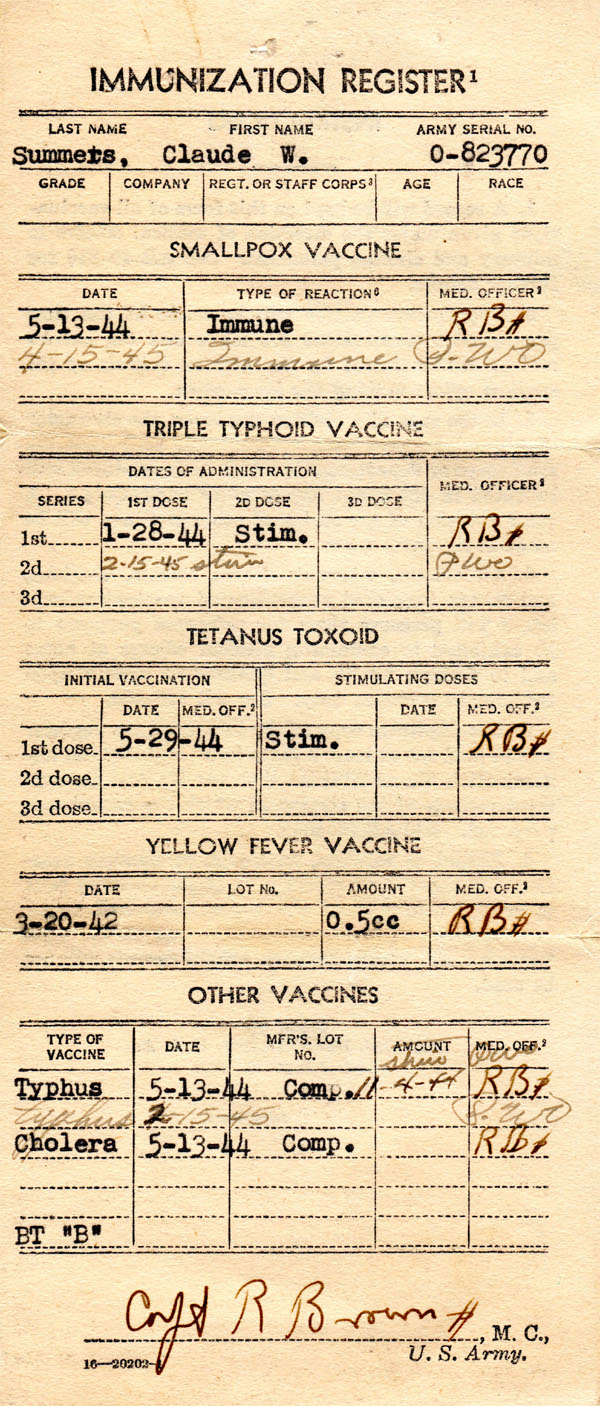 IMMUNIZATION REGISTER¹
LAST NAME FIRST NAME ARMY SERIAL NO.
Summers, Claude W. O-823770
GRADE COMPANY REGT. OR STAFF CORPS³ AGE RACE
SMALLPOX VACCINE
DATE TYPE OF REACTION⁶ MED. OFFICER²
5-13-44 Immune RB
4-15-45 Immune
TRIPLE TYPHOID VACCINE
DATES OF ADMINISTRATION MED. OFFICER²
SERIES 1ST DOSE 2D DOSE 3D DOSE
1st 1-28-44 Stim. RB
2d 2-15-45 stim
3d
TETANUS TOXOID
INITIAL VACCINATION STIMULATING DOSES
DATE MED. OFF.² DATE MED. OFF.²
1st dose 5-29-44 Stim. RB
2d dose
3d dose
YELLOW FEVER VACCINE
DATE LOT NO. AMOUNT MED. OFF.²
3-20-42 0.5cc RB
OTHER VACCINES
TYPE OF VACCINE DATE MFR'S. LOT NO. AMOUNT MED. OFF.²
Typhus 5-13-44 Comp. 11-4-44 RB
Typhus 2-15-45
Cholera 5-13-44 Comp. RB
BT "B"
Capt R Brown
, M. C.,
16—20202-1 U. S. Army.